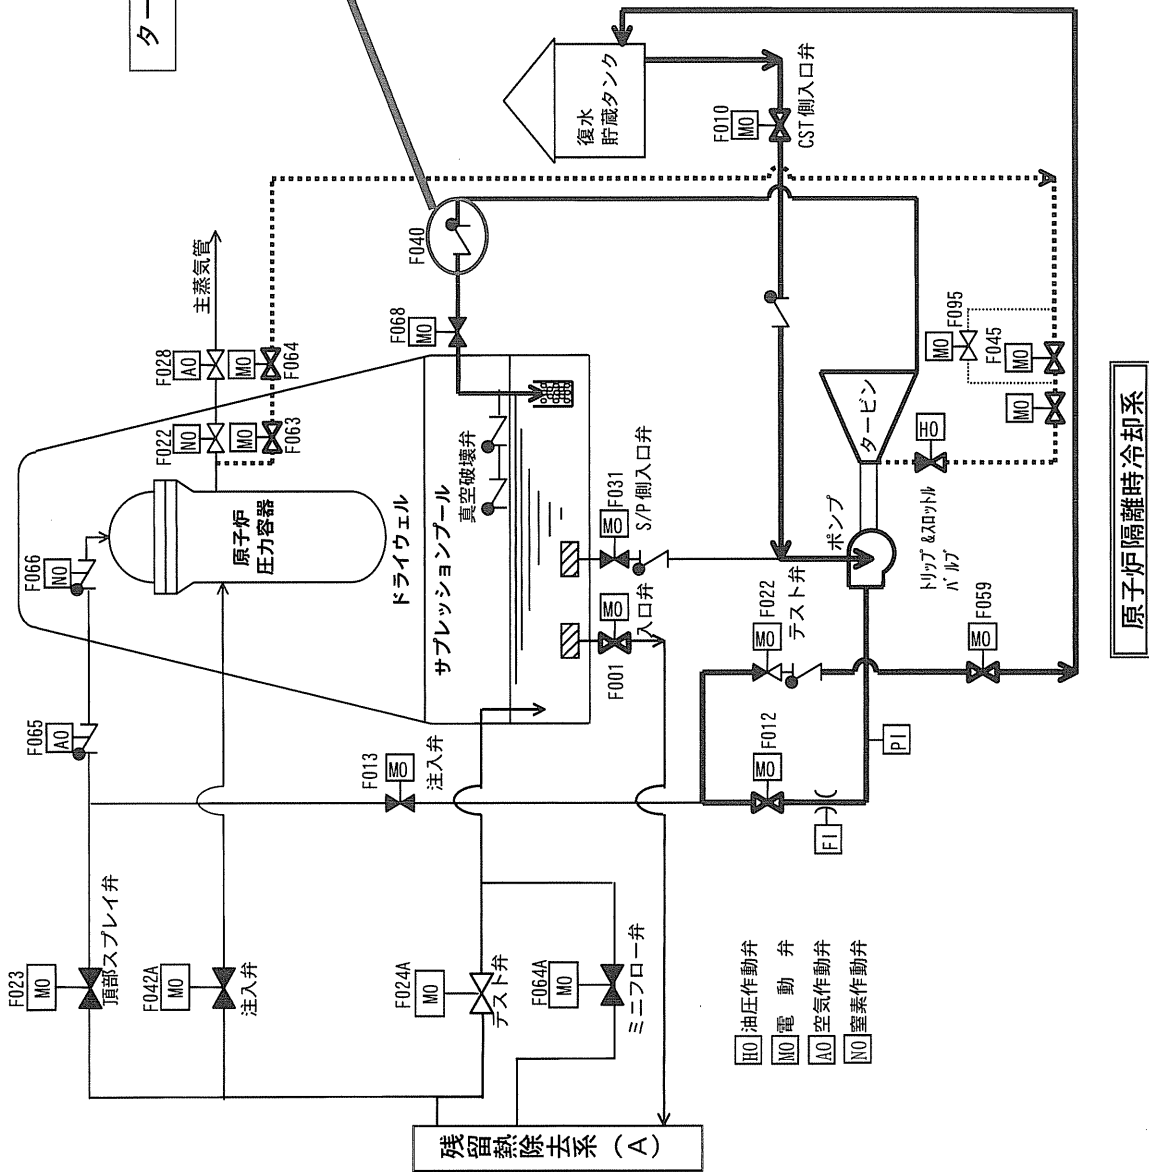 ター
F010
MO
CST側入口弁
復水
貯蔵タンク
F040
主蒸気管
F028
AO
MO
F064
F022
NO
MO
F063
F068
MO
F095
MO
F045
MO
MO
HO
タービン
ポンプ
トリップ&スロットル
バルブ
原子炉
圧力容器
ドライウェル
サプレッションプール
真空破壊弁
F031
MO
S/P側入口弁
F001
MO
入口弁
F066
NO
F065
AO
F013
MO
注入弁
F022
MO
テスト弁
F059
MO
F012
MO
PI
FI
F023
MO
頂部スプレイ弁
F042A
MO
注入弁
F024A
MO
テスト弁
F064A
MO
ミニフロー弁
HO 油圧作動弁
MO 電動弁
AO 空気作動弁
NO 窒素作動弁
残留熱除去系(A)
原子炉隔離時冷却系